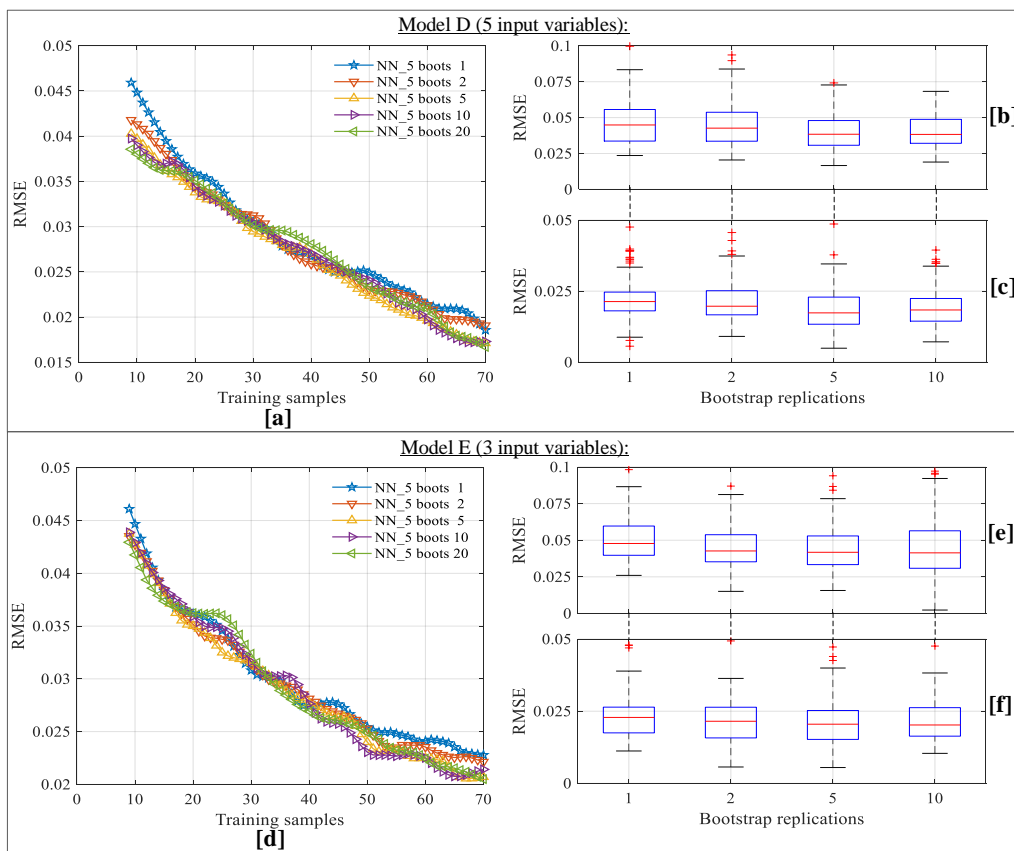 Model D (5 input variables):
0.05
0.045
0.04
0.035
0.03
0.025
0.02
0.015
RMSE
NN_5 boots 1
NN_5 boots 2
NN_5 boots 5
NN_5 boots 10
NN_5 boots 20
0 10 20 30 40 50 60 70
Training samples
[a]
0.1
0.075
0.05
0.025
0
RMSE
[b]
0.05
0.025
0
RMSE
[c]
1 2 5 10
Bootstrap replications
Model E (3 input variables):
0.05
0.045
0.04
0.035
0.03
0.025
0.02
RMSE
NN_5 boots 1
NN_5 boots 2
NN_5 boots 5
NN_5 boots 10
NN_5 boots 20
0 10 20 30 40 50 60 70
Training samples
[d]
0.1
0.075
0.05
0.025
0
RMSE
[e]
0.05
0.025
0
RMSE
[f]
1 2 5 10
Bootstrap replications